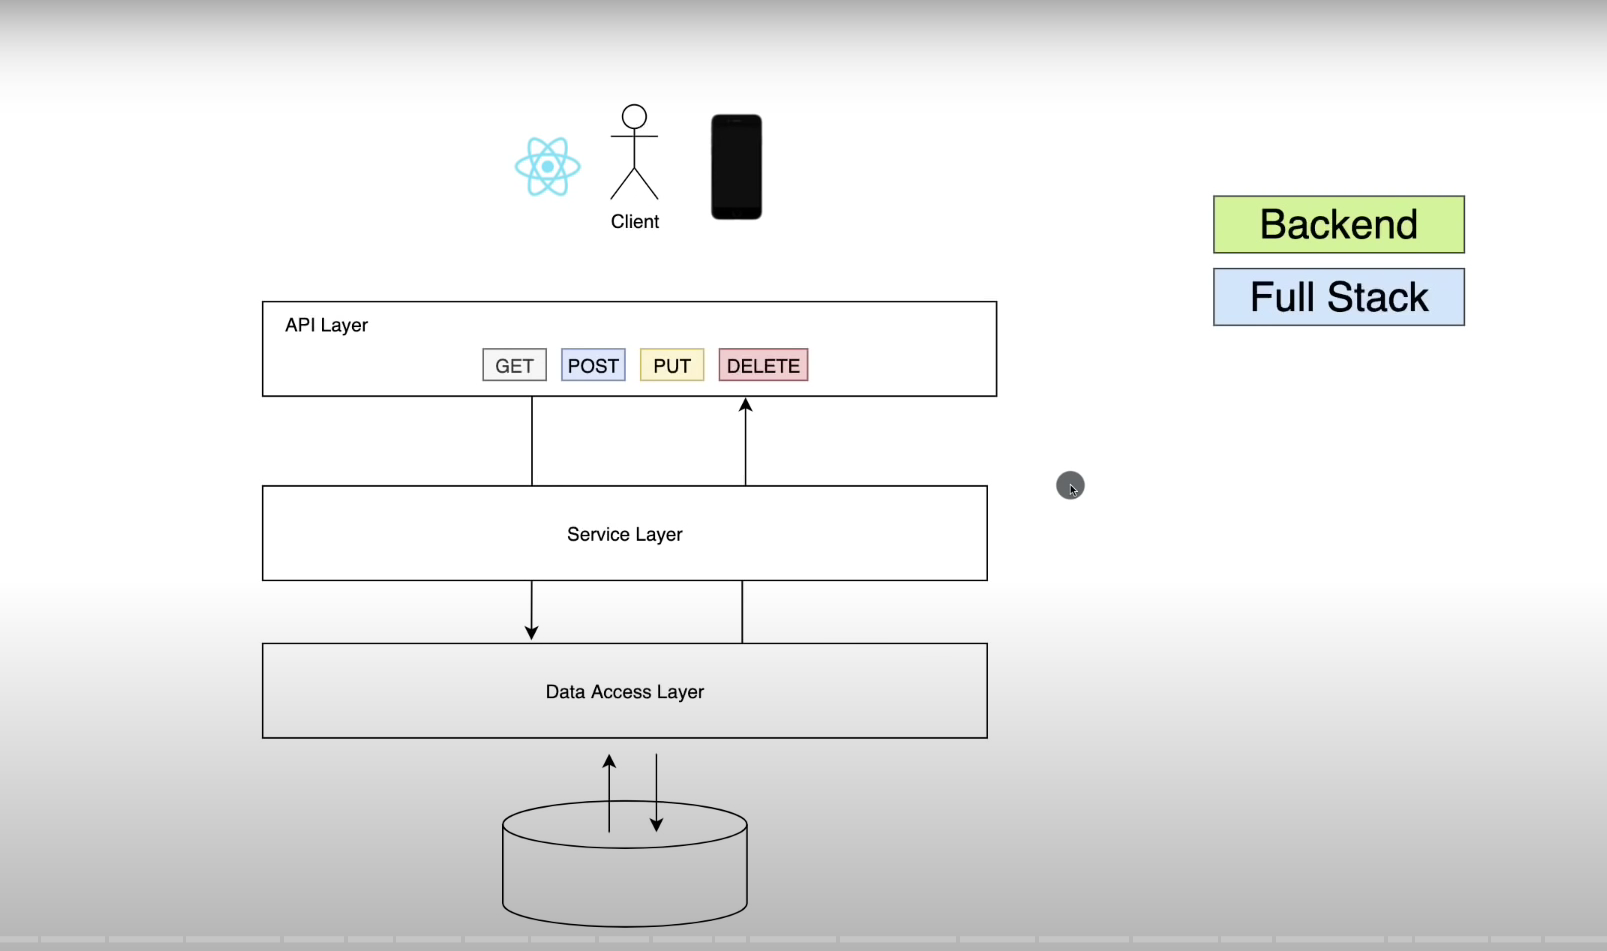 Client
Backend
Full Stack
API Layer
GET POST PUT DELETE
Service Layer
Data Access Layer